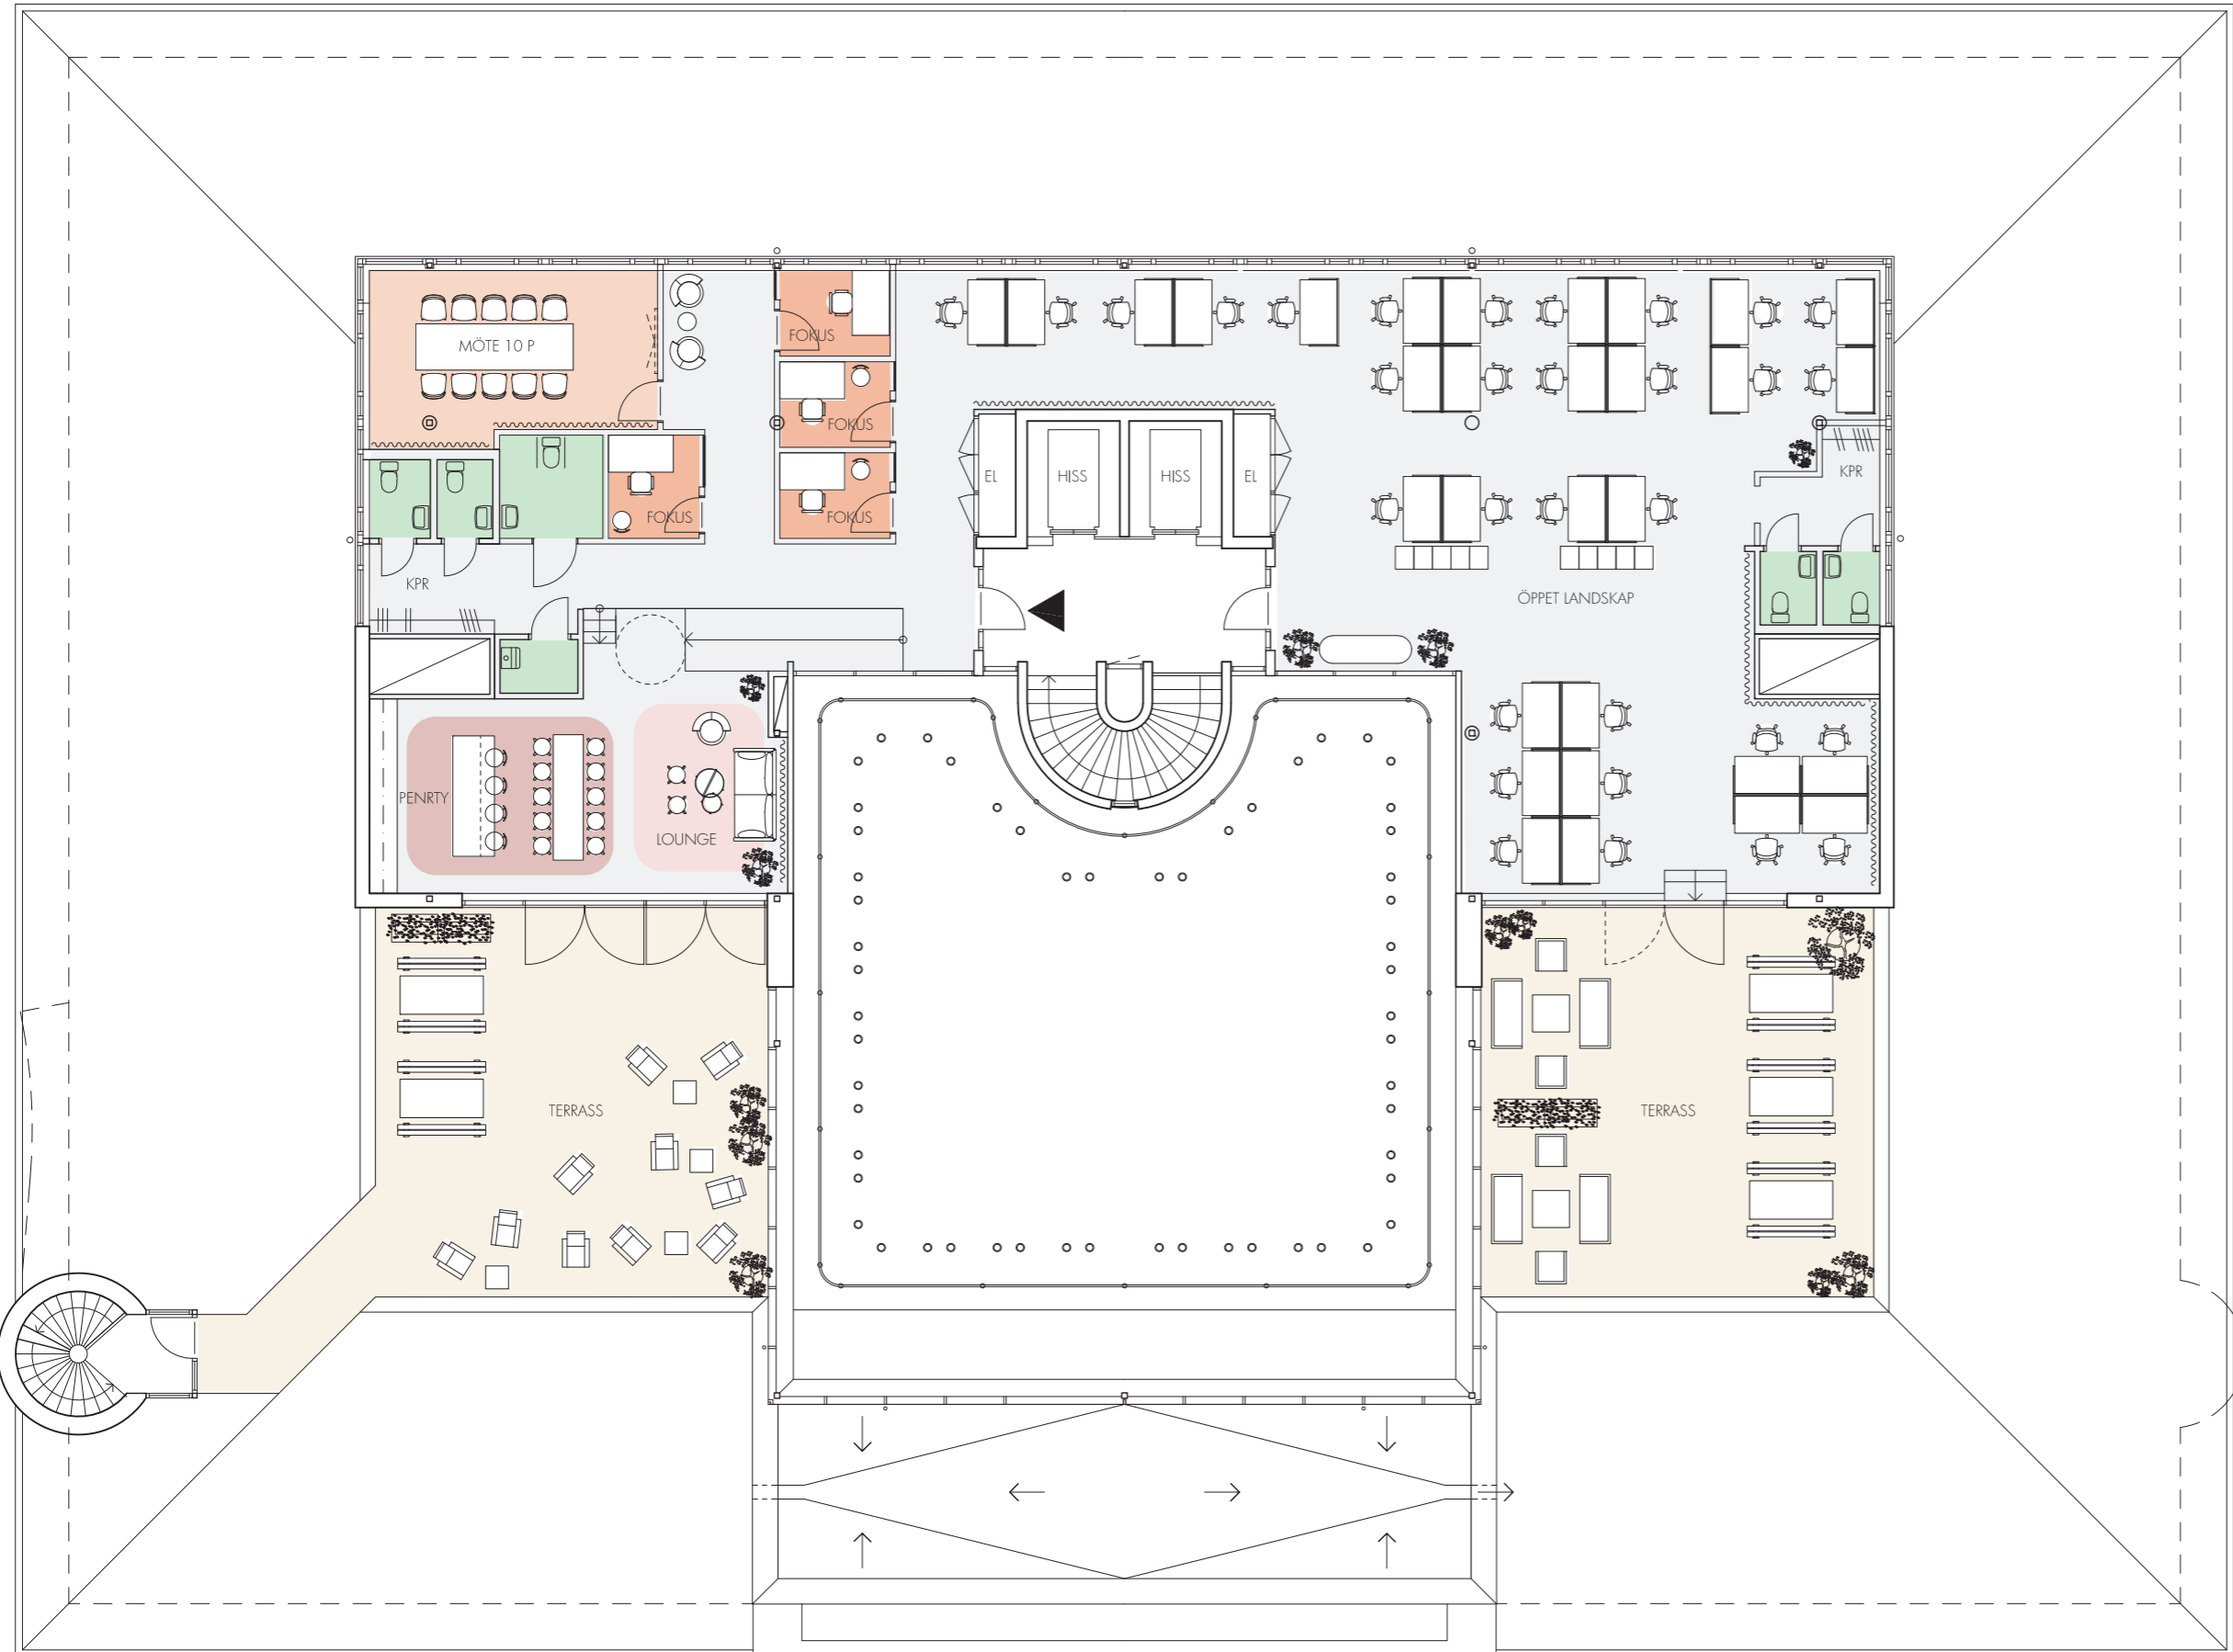 FOKUS
MÖTE 10 P
FOKUS
EL
HISS
HISS
EL
KPR
FOKUS
FOKUS
KPR
ÖPPET LANDSKAP
PENRTY
LOUNGE
TERRASS
TERRASS